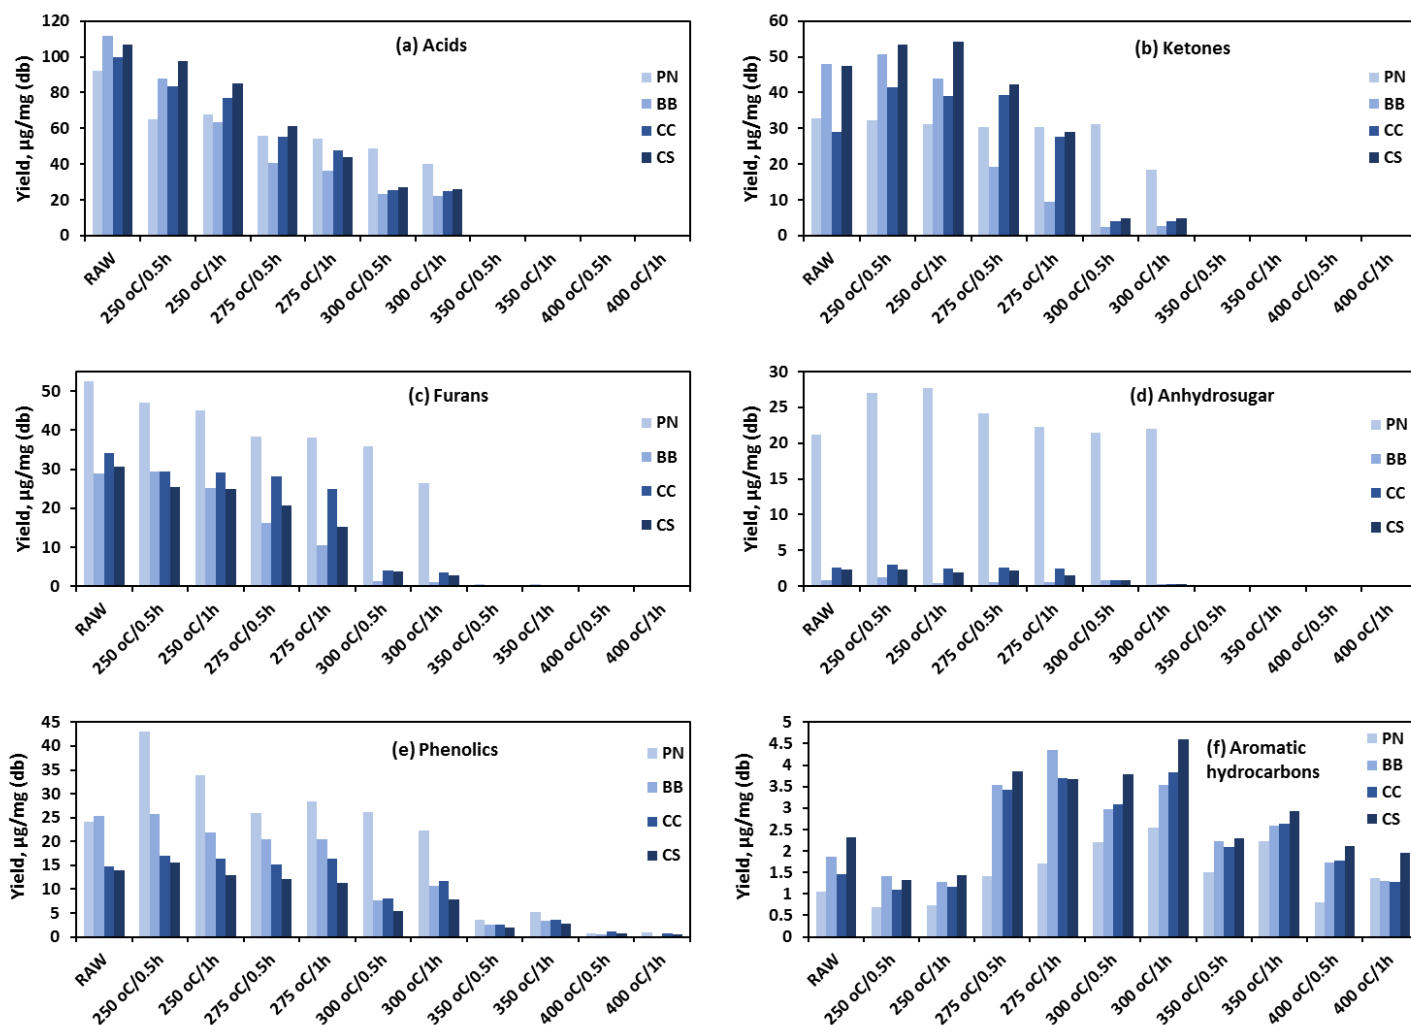 (a) Acids
Yield, µg/mg (db)
120
100
80
60
40
20
0
RAW
250 oC/0.5h
250 oC/1h
275 oC/0.5h
275 oC/1h
300 oC/0.5h
300 oC/1h
350 oC/0.5h
350 oC/1h
400 oC/0.5h
400 oC/1h
PN
BB
CC
CS
(b) Ketones
Yield, µg/mg (db)
60
50
40
30
20
10
0
RAW
250 oC/0.5h
250 oC/1h
275 oC/0.5h
275 oC/1h
300 oC/0.5h
300 oC/1h
350 oC/0.5h
350 oC/1h
400 oC/0.5h
400 oC/1h
PN
BB
CC
CS
(c) Furans
Yield, µg/mg (db)
50
40
30
20
10
0
RAW
250 oC/0.5h
250 oC/1h
275 oC/0.5h
275 oC/1h
300 oC/0.5h
300 oC/1h
350 oC/0.5h
350 oC/1h
400 oC/0.5h
400 oC/1h
PN
BB
CC
CS
(d) Anhydrosugar
Yield, µg/mg (db)
30
25
20
15
10
5
0
RAW
250 oC/0.5h
250 oC/1h
275 oC/0.5h
275 oC/1h
300 oC/0.5h
300 oC/1h
350 oC/0.5h
350 oC/1h
400 oC/0.5h
400 oC/1h
PN
BB
CC
CS
(e) Phenolics
Yield, µg/mg (db)
45
40
35
30
25
20
15
10
5
0
RAW
250 oC/0.5h
250 oC/1h
275 oC/0.5h
275 oC/1h
300 oC/0.5h
300 oC/1h
350 oC/0.5h
350 oC/1h
400 oC/0.5h
400 oC/1h
PN
BB
CC
CS
(f) Aromatic
hydrocarbons
Yield, µg/mg (db)
5
4.5
4
3.5
3
2.5
2
1.5
1
0.5
0
RAW
250 oC/0.5h
250 oC/1h
275 oC/0.5h
275 oC/1h
300 oC/0.5h
300 oC/1h
350 oC/0.5h
350 oC/1h
400 oC/0.5h
400 oC/1h
PN
BB
CC
CS